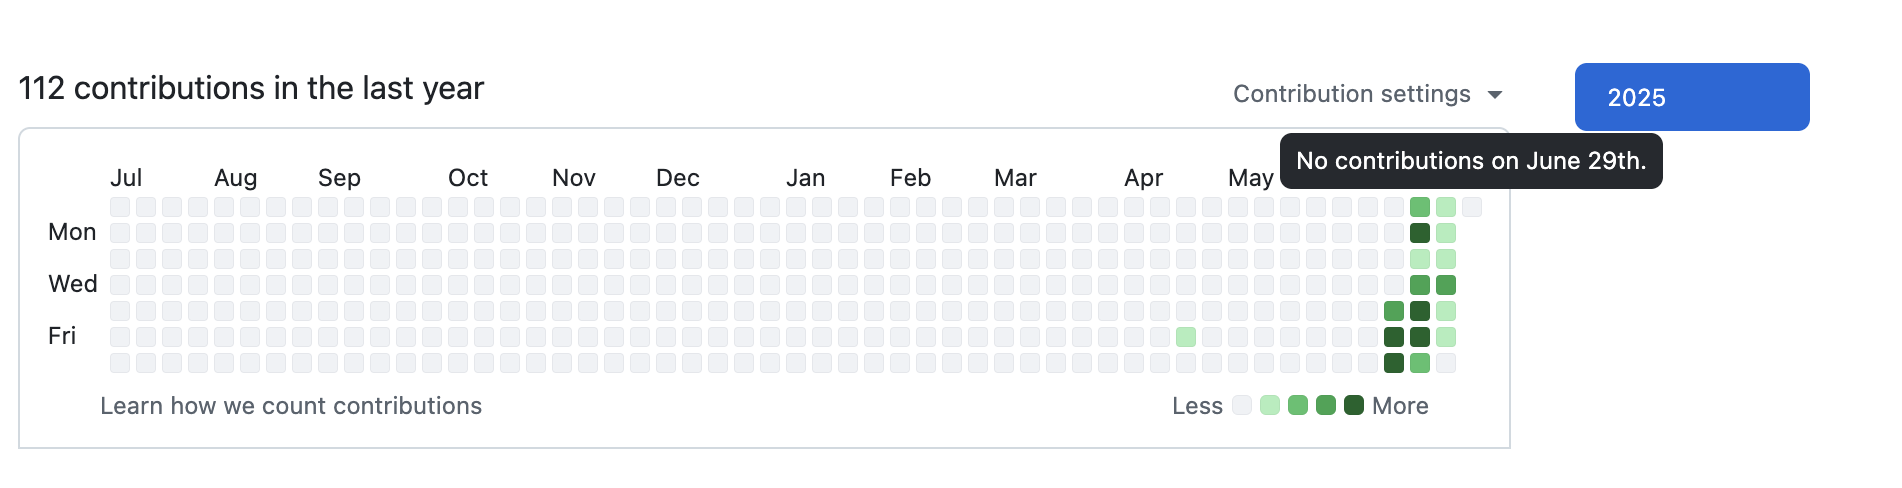 112 contributions in the last year
Contribution settings
2025
No contributions on June 29th.
Jul Aug Sep Oct Nov Dec Jan Feb Mar Apr May
Mon
Wed
Fri
Learn how we count contributions
Less More